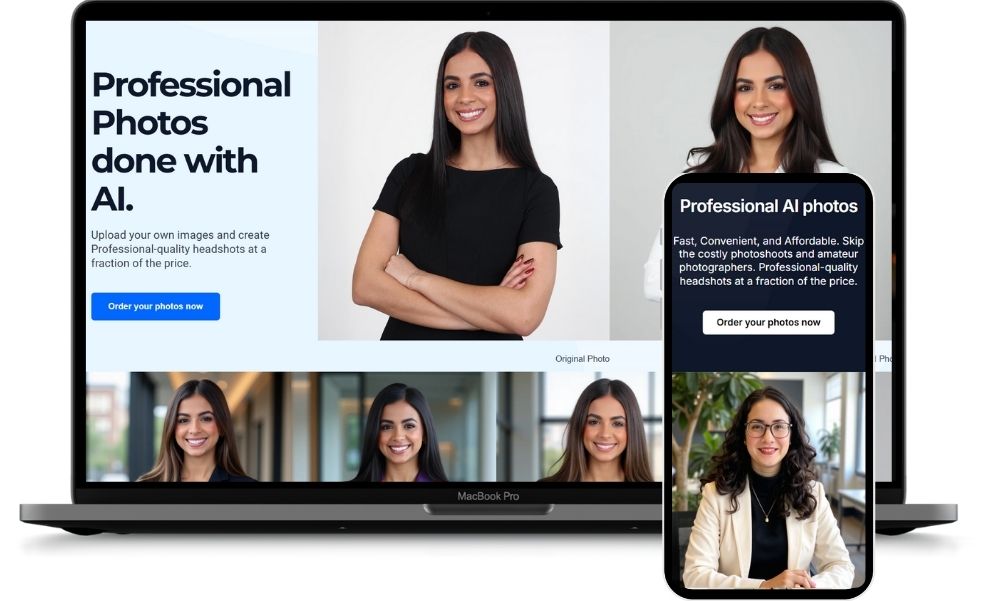 Professional
Photos
done with
AI.
Upload your own images and create
Professional-quality headshots at a
fraction of the price.
Order your photos now
Original Photo
MacBook Pro
Professional AI photos
Fast, Convenient, and Affordable. Skip
the costly photoshoots and amateur
photographers. Professional-quality
headshots at a fraction of the price.
Order your photos now